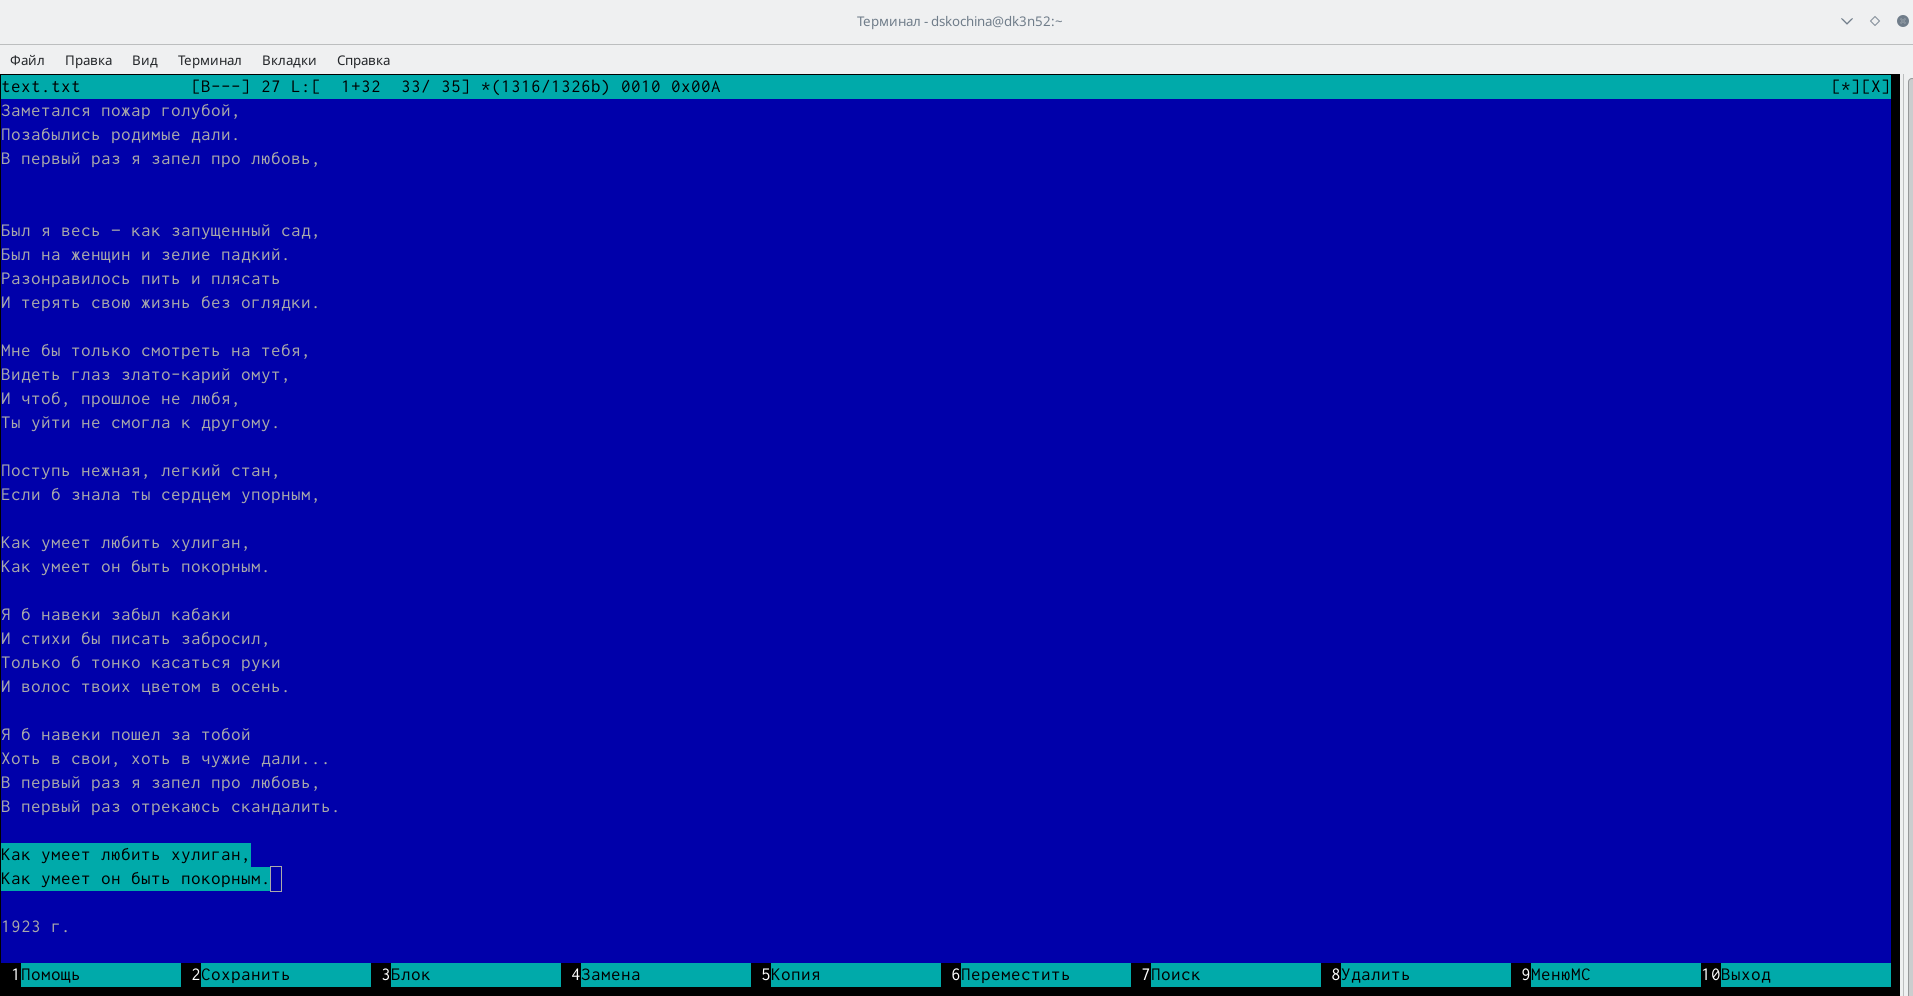 Терминал - dskochina@dk3n52:~
Файл Правка Вид Терминал Вкладки Справка
text.txt [B---] 27 L:[ 1+32 33/ 35] *(1316/1326b) 0010 0x00A [*][X]
Заметался пожар голубой,
Позабылись родимые дали.
В первый раз я запел про любовь,
Был я весь – как запущенный сад,
Был на женщин и зелие падкий.
Разонравилось пить и плясать
И терять свою жизнь без оглядки.
Мне бы только смотреть на тебя,
Видеть глаз злато-карий омут,
И чтоб, прошлое не любя,
Ты уйти не смогла к другому.
Поступь нежная, легкий стан,
Если б знала ты сердцем упорным,
Как умеет любить хулиган,
Как умеет он быть покорным.
Я б навеки забыл кабаки
И стихи бы писать забросил,
Только б тонко касаться руки
И волос твоих цветом в осень.
Я б навеки пошел за тобой
Хоть в свои, хоть в чужие дали...
В первый раз я запел про любовь,
В первый раз отрекаюсь скандалить.
Как умеет любить хулиган,
Как умеет он быть покорным.
1923 г.
1Помощь 2Сохранить 3Блок 4Замена 5Копия 6Переместить 7Поиск 8Удалить 9МенюMC 10Выход